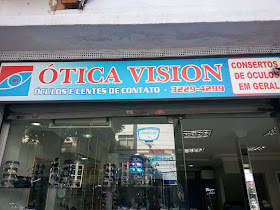 ÓTICA VISION
ÓCULOS E LENTES DE CONTATO - 3229-4299
CONSERTOS
DE ÓCULOS
EM GERAL